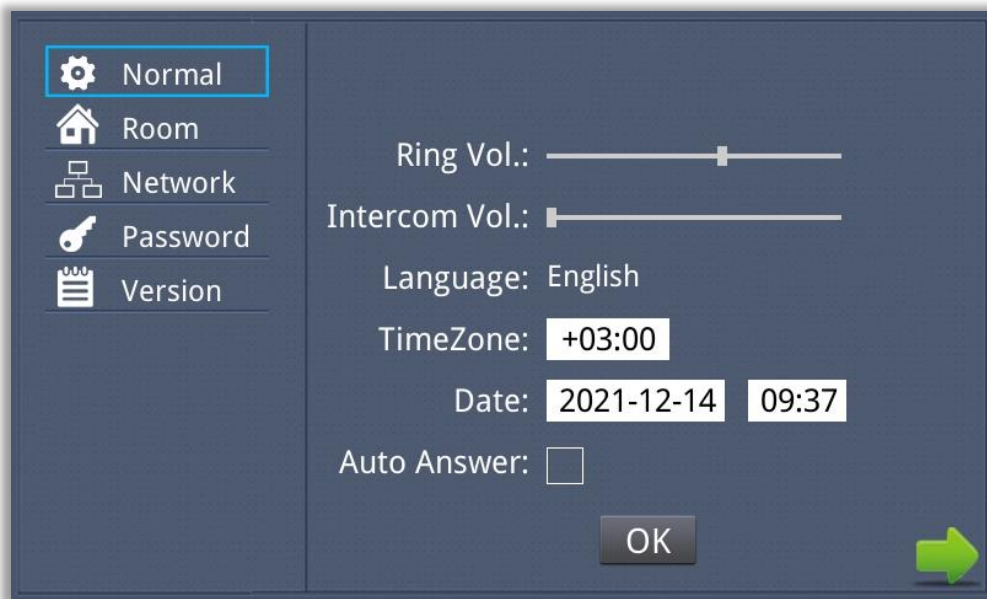 Normal
Room
Network
Password
Version
Ring Vol.:
Intercom Vol.:
Language: English
TimeZone: +03:00
Date: 2021-12-14 09:37
Auto Answer:
OK